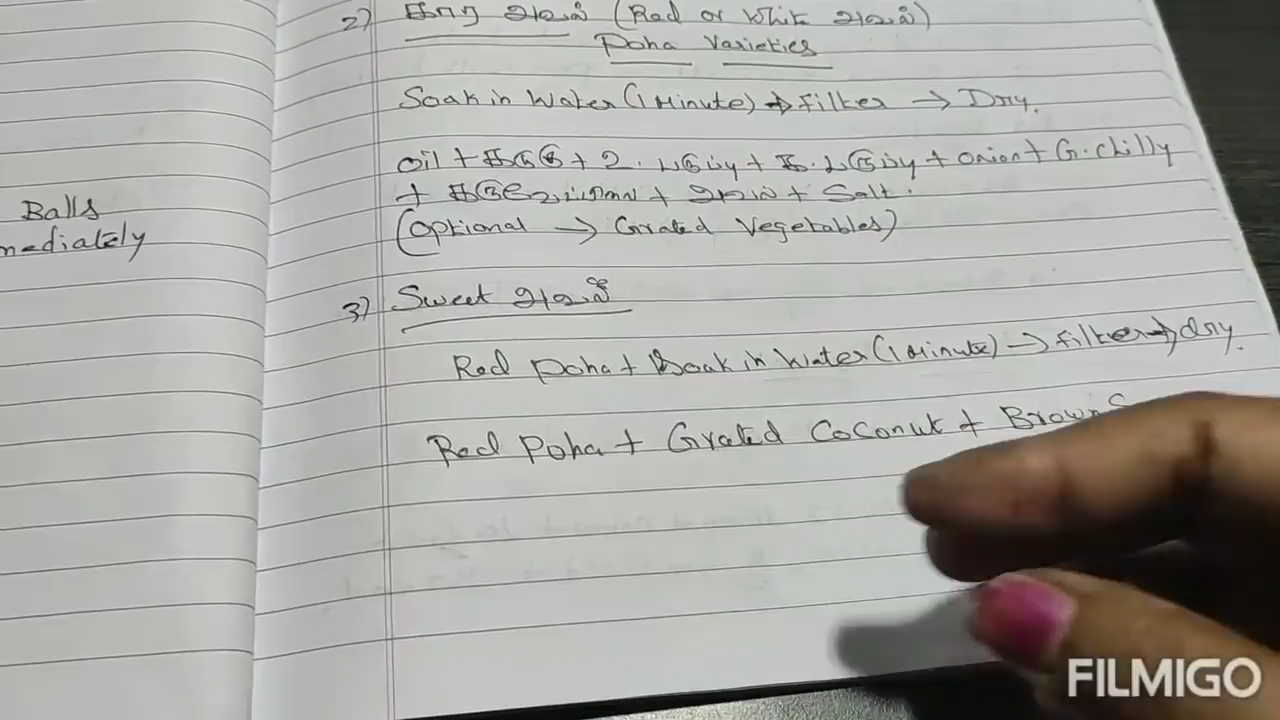 Balls
mediately
2) கார அவல் (Red or White அவல்)
Poha Varieties
Soak in Water (1 Minute) → Filter → Dry.
oil + கடுகு + உ. பருப்பு + க. பருப்பு + onion + G. chilly
+ கறிவேப்பிலை + அவல் + Salt.
(Optional → Grated Vegetables)
3) Sweet அவல்
Red Poha + Soak in Water (1 Minute) → filter → dry.
Red Poha + Grated Coconut + Brown S
FILMIGO